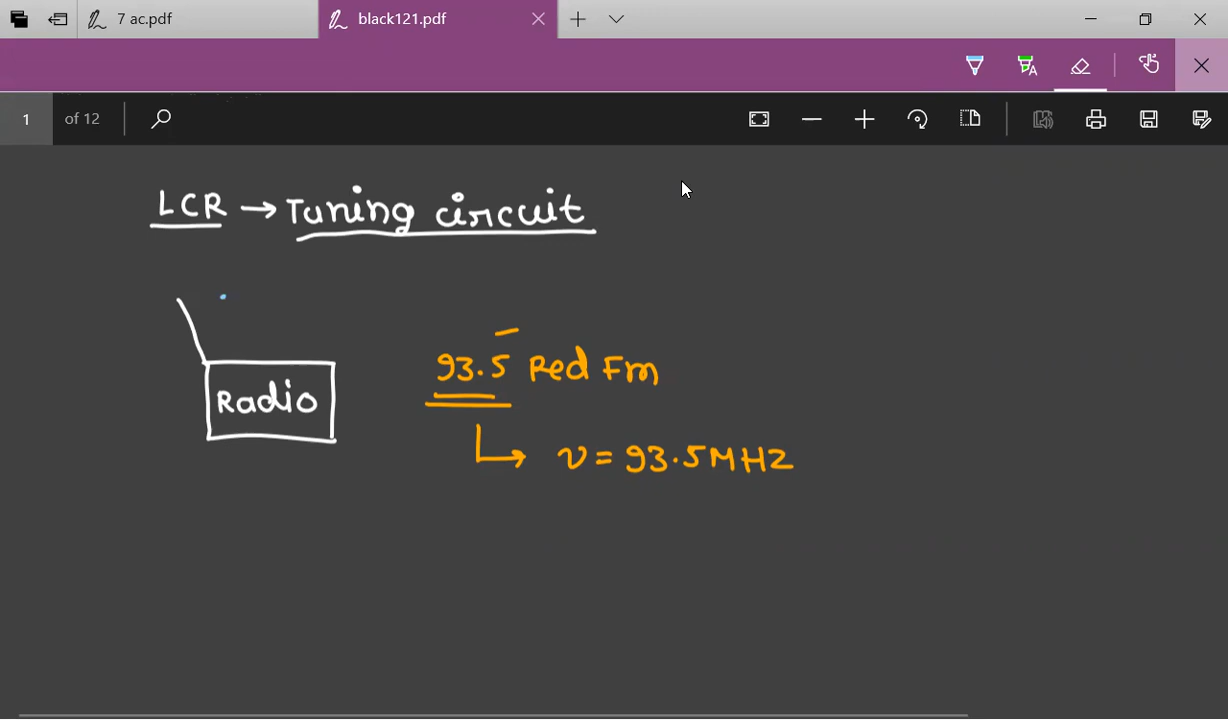 7 ac.pdf
black121.pdf
1 of 12
LCR → Tuning circuit
93.5 Red Fm
Radio
ν = 93.5MHZ